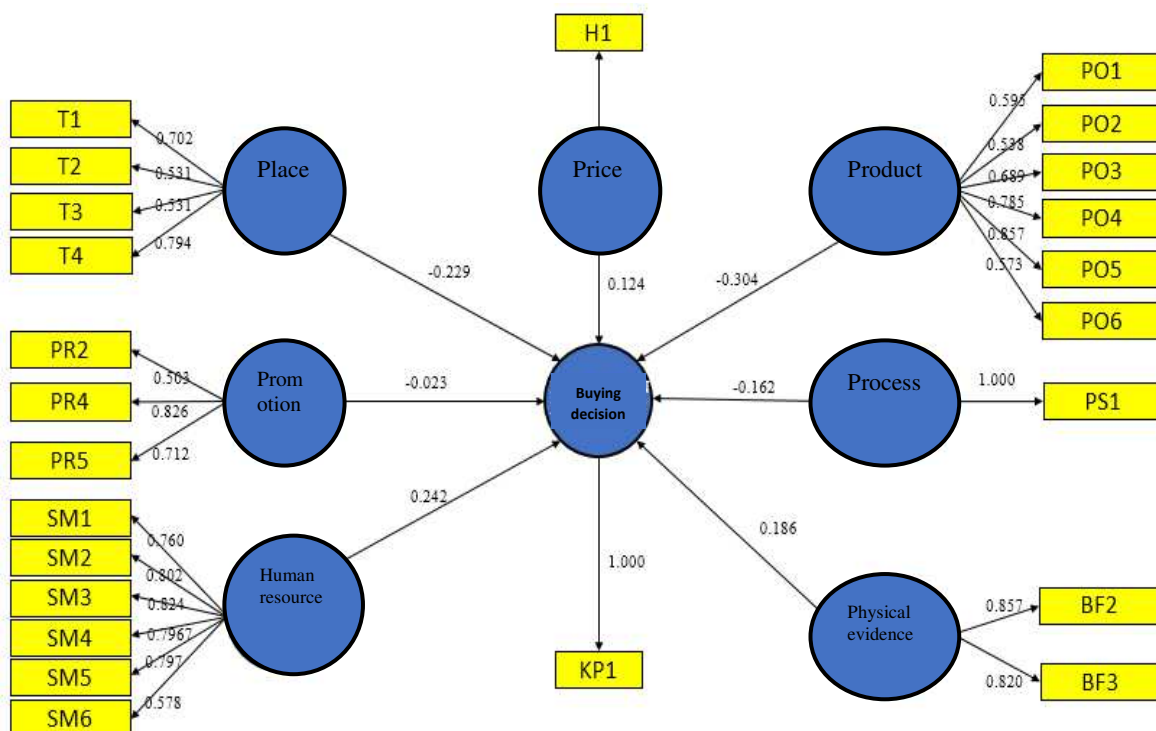 H1
T1
T2
T3
T4
0.702
0.531
0.531
0.794
Place
Price
Product
PO1
PO2
PO3
PO4
PO5
PO6
0.595
0.538
0.689
0.785
0.857
0.573
-0.229
0.124
-0.304
PR2
PR4
PR5
0.503
0.826
0.712
Prom
otion
-0.023
Buying
decision
-0.162
Process
1.000
PS1
SM1
SM2
SM3
SM4
SM5
SM6
0.760
0.802
0.824
0.7967
0.797
0.578
Human
resource
0.242
1.000
KP1
0.186
Physical
evidence
0.857
0.820
BF2
BF3